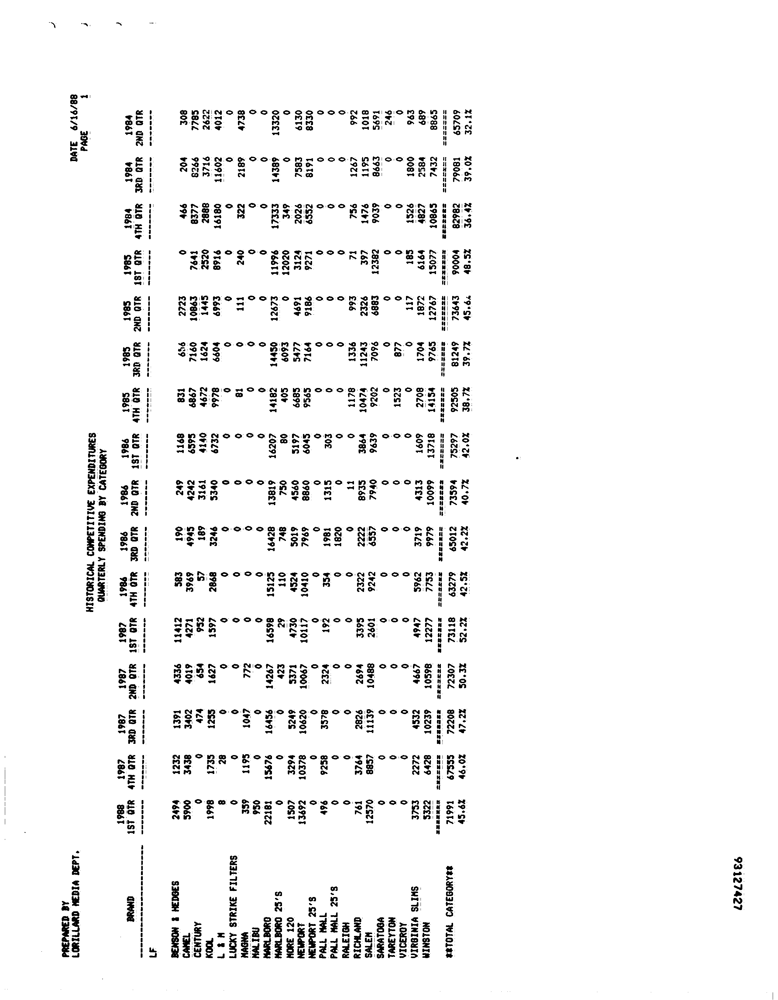 PREPARED BY
LORILLARD MEDIA DEPT.
HISTORICAL COMPETITIVE EXPENDITURES
QUARTERLY SPENDING BY CATEGORY
DATE 6/16/88
PAGE 1
1988 1987 1987 1987 1987 1986 1986 1986 1986 1985 1985 1985 1985 1984 1984 1984
BRAND 1ST QTR 4TH QTR 3RD QTR 2ND QTR 1ST QTR 4TH QTR 3RD QTR 2ND QTR 1ST QTR 4TH QTR 3RD QTR 2ND QTR 1ST QTR 4TH QTR 3RD QTR 2ND QTR
LF
BENSON & HEDGES 2494 1232 1391 4336 11412 583 190 249 1168 831 2723 0 466 204 308
CAMEL 5900 3438 3402 4019 4271 3969 4945 4242 6595 6867 7160 10863 7641 8377 8266 7785
CENTURY 0 0 474 654 952 57 189 3161 4140 4672 1624 1445 2520 2888 3716 2622
KOOL 1998 1735 1255 1627 1597 2868 3246 5340 6732 9978 6604 6993 8916 16180 11602 4012
L & M 8 28 0 0 0 0 0 0 0 0 0 0 0 0 0 0
LUCKY STRIKE FILTERS 0 0 0 0 0 0 0 0 0 81 0 111 240 322 2189 4738
MAGNA 359 1195 1047 772 0 0 0 0 0 0 0 0 0 0 0 0
MALIBU 950 0 0 0 0 0 0 0 0 0 0 0 0 0 0 0
MARLBORO 22181 15676 16456 14267 16598 15125 16428 13819 16207 14182 14450 12673 11996 17333 14389 13320
MARLBORO 25'S 0 0 0 423 29 110 748 750 80 405 6093 0 12020 349 0 0
MORE 120 1507 3294 5249 5371 4730 4524 5019 4560 5197 6685 5477 4691 3124 2026 7583 6130
NEWPORT 13692 10378 10620 10067 10117 10410 7969 8860 6045 9565 7164 9186 9271 6552 8191 8330
NEWPORT 25'S 0 0 0 0 0 0 0 0 0 0 0 0 0 0 0 0
PALL MALL 496 9258 3578 2324 192 354 1981 1315 303 0 0 0 0 0 0 0
PALL MALL 25'S 0 0 0 0 0 0 1820 0 0 0 0 0 0 0 0 0
RALEIGH 0 0 0 0 0 0 0 11 0 1178 1336 993 71 756 1267 992
RICHLAND 761 3764 2826 2694 3395 2322 2222 8935 3864 10474 11243 2326 397 1476 1195 1018
SALEM 12570 8857 11139 10488 2601 9242 6557 7940 9639 9202 7096 6883 12382 9039 8663 5691
SARATOGA 0 0 0 0 0 0 0 0 0 0 0 0 0 0 0 246
TAREYTON 0 0 0 0 0 0 0 0 0 1523 877 0 0 0 0 0
VICEROY 0 0 0 0 0 0 0 0 0 0 0 117 185 1526 1800 963
VIRGINIA SLIMS 3753 2272 4532 4667 4947 5962 3719 4313 1609 2708 1704 1872 6164 4827 2584 689
WINSTON 5322 6428 10239 10598 12277 7753 9979 10099 13718 14154 9765 12767 15077 10865 7432 8865
**TOTAL CATEGORY** 71991 67555 72208 72307 73118 63279 65012 73594 75297 92505 81249 73643 90004 82982 79081 65709
45.6% 46.0% 47.2% 50.3% 52.2% 42.5% 42.2% 40.7% 42.0% 38.7% 39.7% 48.5% 36.4% 39.0% 32.1%
93127427